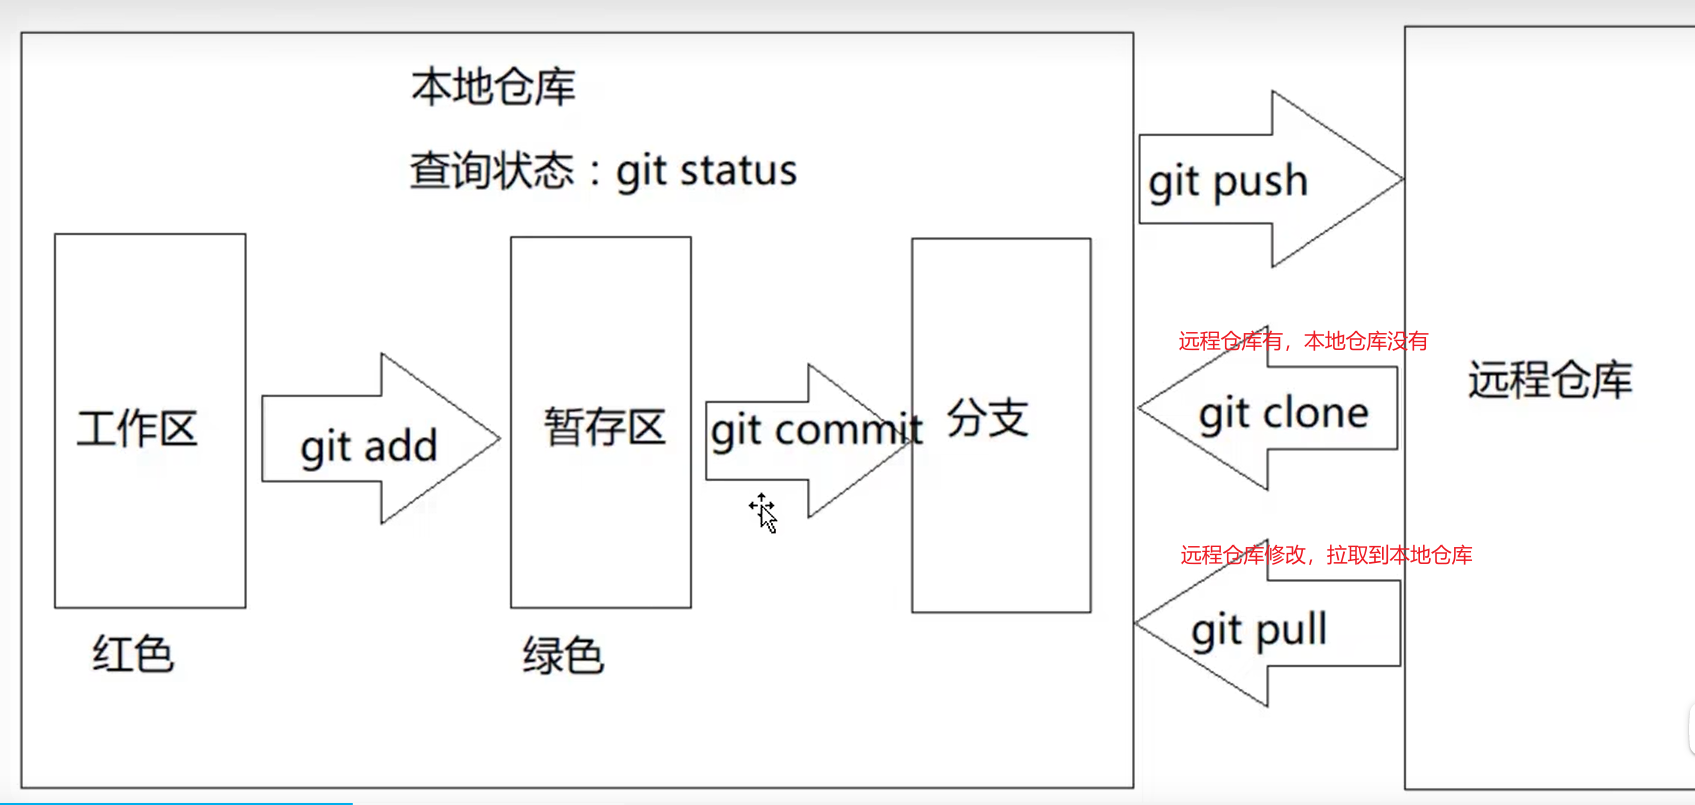 本地仓库
查询状态：git status
工作区
git add
暂存区
git commit
分支
红色
绿色
git push
远程仓库有，本地仓库没有
git clone
远程仓库修改，拉取到本地仓库
git pull
远程仓库